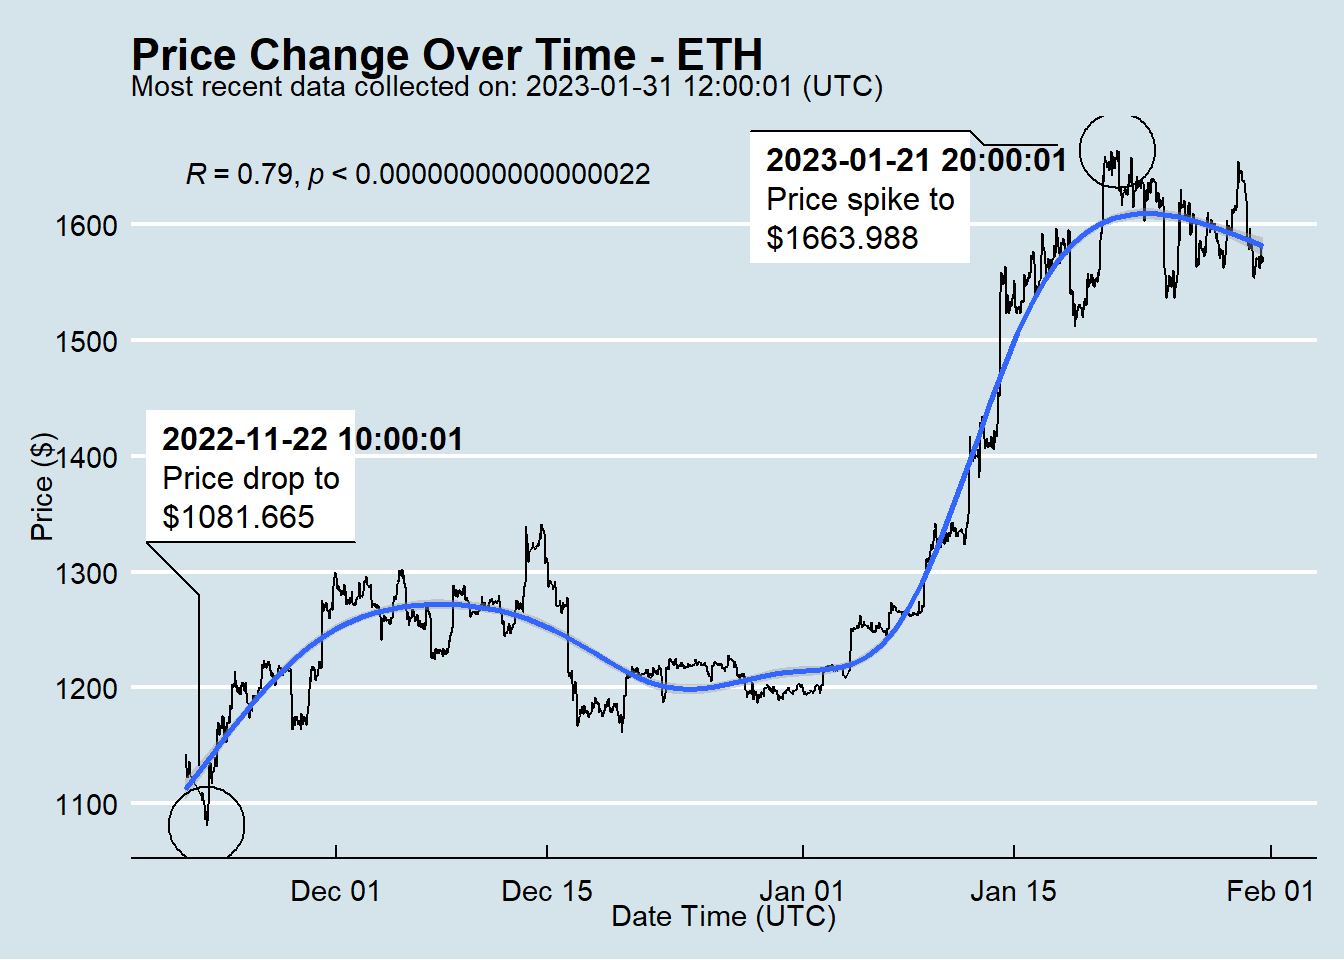 Price Change Over Time - ETH
Most recent data collected on: 2023-01-31 12:00:01 (UTC)
R = 0.79, p < 0.00000000000000022
2023-01-21 20:00:01
Price spike to
$1663.988
2022-11-22 10:00:01
Price drop to
$1081.665
Price ($)
1600
1500
1400
1300
1200
1100
Dec 01
Dec 15
Jan 01
Jan 15
Feb 01
Date Time (UTC)